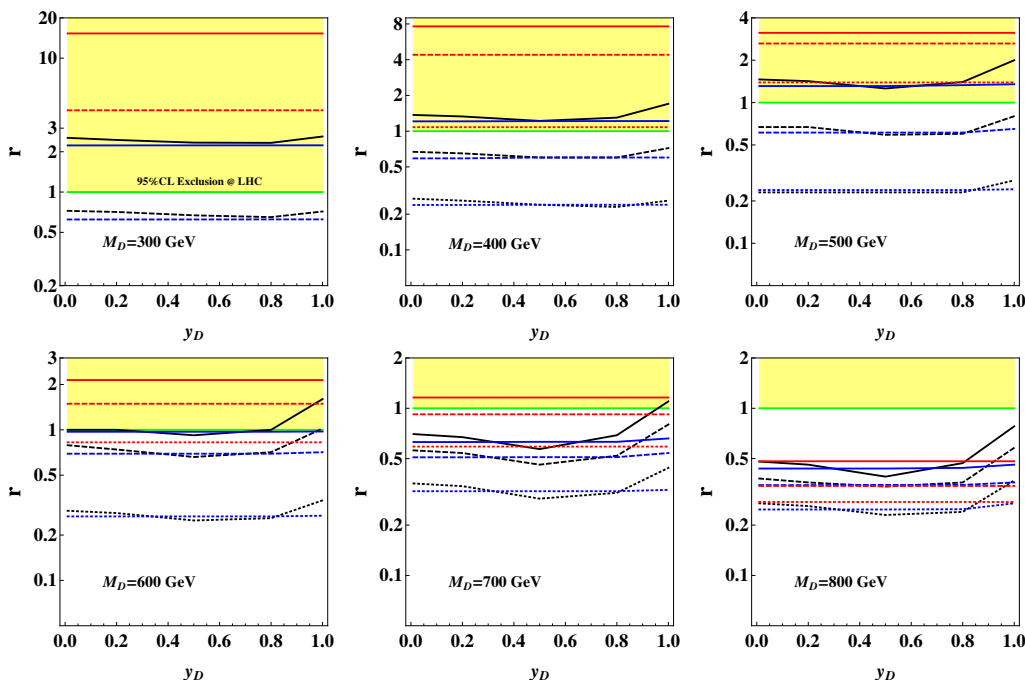 20
10
3
2
1
0.5
0.2
r
95%CL Exclusion @ LHC
M_D=300 GeV
0.0 0.2 0.4 0.6 0.8 1.0
y_D
8
4
2
1
0.5
0.2
0.1
r
M_D=400 GeV
0.0 0.2 0.4 0.6 0.8 1.0
y_D
4
2
1
0.5
0.2
0.1
r
M_D=500 GeV
0.0 0.2 0.4 0.6 0.8 1.0
y_D
3
2
1
0.5
0.2
0.1
r
M_D=600 GeV
0.0 0.2 0.4 0.6 0.8 1.0
y_D
2
1
0.5
0.2
0.1
r
M_D=700 GeV
0.0 0.2 0.4 0.6 0.8 1.0
y_D
2
1
0.5
0.2
0.1
r
M_D=800 GeV
0.0 0.2 0.4 0.6 0.8 1.0
y_D